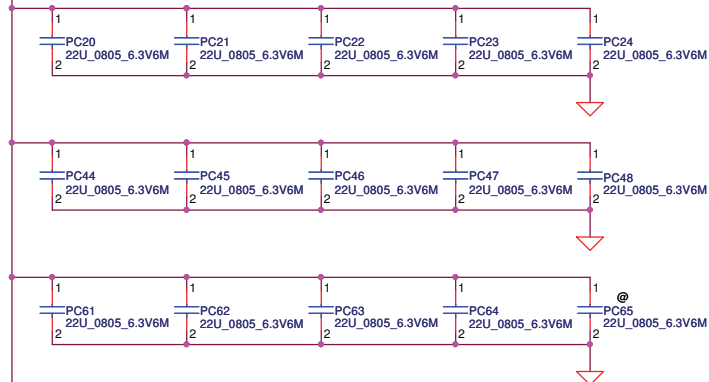 1 1 1 1 1
PC20 PC21 PC22 PC23 PC24
22U_0805_6.3V6M 22U_0805_6.3V6M 22U_0805_6.3V6M 22U_0805_6.3V6M 22U_0805_6.3V6M
2 2 2 2 2
1 1 1 1 1
PC44 PC45 PC46 PC47 PC48
22U_0805_6.3V6M 22U_0805_6.3V6M 22U_0805_6.3V6M 22U_0805_6.3V6M 22U_0805_6.3V6M
2 2 2 2 2
1 1 1 1 1 @
PC61 PC62 PC63 PC64 PC65
22U_0805_6.3V6M 22U_0805_6.3V6M 22U_0805_6.3V6M 22U_0805_6.3V6M 22U_0805_6.3V6M
2 2 2 2 2